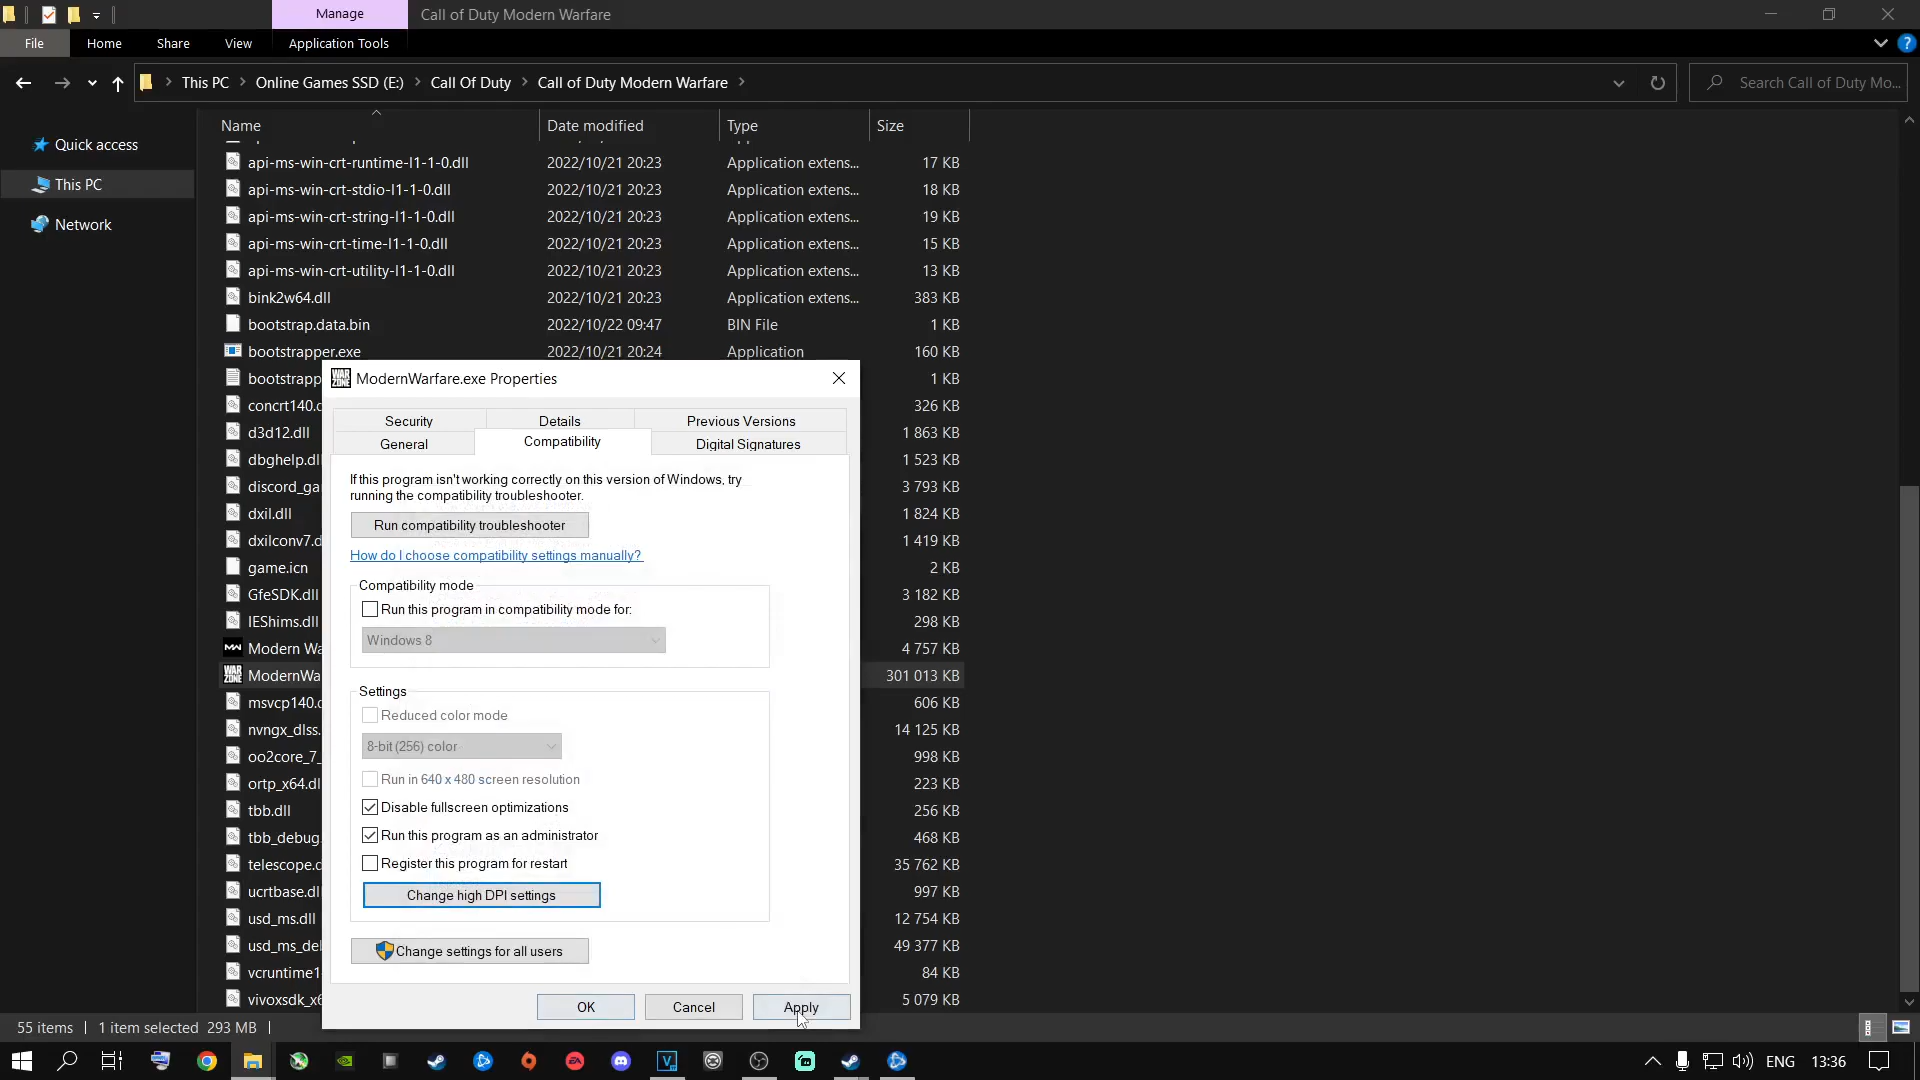 Manage
Call of Duty Modern Warfare
File
Home
Share
View
Application Tools
?
This PC
Online Games SSD (E:)
Call Of Duty
Call of Duty Modern Warfare
Search Call of Duty Mo...
Name
Date modified
Type
Size
Quick access
This PC
Network
api-ms-win-crt-runtime-l1-1-0.dll 2022/10/21 20:23 Application extens... 17 KB
api-ms-win-crt-stdio-l1-1-0.dll 2022/10/21 20:23 Application extens... 18 KB
api-ms-win-crt-string-l1-1-0.dll 2022/10/21 20:23 Application extens... 19 KB
api-ms-win-crt-time-l1-1-0.dll 2022/10/21 20:23 Application extens... 15 KB
api-ms-win-crt-utility-l1-1-0.dll 2022/10/21 20:23 Application extens... 13 KB
bink2w64.dll 2022/10/21 20:23 Application extens... 383 KB
bootstrap.data.bin 2022/10/22 09:47 BIN File 1 KB
bootstrapper.exe 2022/10/21 20:24 Application 160 KB
bootstrapp 1 KB
concrt140.c 326 KB
d3d12.dll 1 863 KB
dbghelp.dl 1 523 KB
discord_ga 3 793 KB
dxil.dll 1 824 KB
dxilconv7.d 1 419 KB
game.icn 2 KB
GfeSDK.dll 3 182 KB
IEShims.dll 298 KB
Modern Wa 4 757 KB
ModernWa 301 013 KB
msvcp140.c 606 KB
nvngx_dlss. 14 125 KB
oo2core_7_ 998 KB
ortp_x64.dl 223 KB
tbb.dll 256 KB
tbb_debug. 468 KB
telescope.c 35 762 KB
ucrtbase.dl 997 KB
usd_ms.dll 12 754 KB
usd_ms_del 49 377 KB
vcruntime1 84 KB
vivoxsdk_x6 5 079 KB
WAR ZONE
ModernWarfare.exe Properties
Security
Details
Previous Versions
General
Compatibility
Digital Signatures
If this program isn't working correctly on this version of Windows, try
running the compatibility troubleshooter.
Run compatibility troubleshooter
How do I choose compatibility settings manually?
Compatibility mode
Run this program in compatibility mode for:
Windows 8
Settings
Reduced color mode
8-bit (256) color
Run in 640 x 480 screen resolution
Disable fullscreen optimizations
Run this program as an administrator
Register this program for restart
Change high DPI settings
Change settings for all users
OK
Cancel
Apply
55 items
1 item selected 293 MB
ENG
13:36